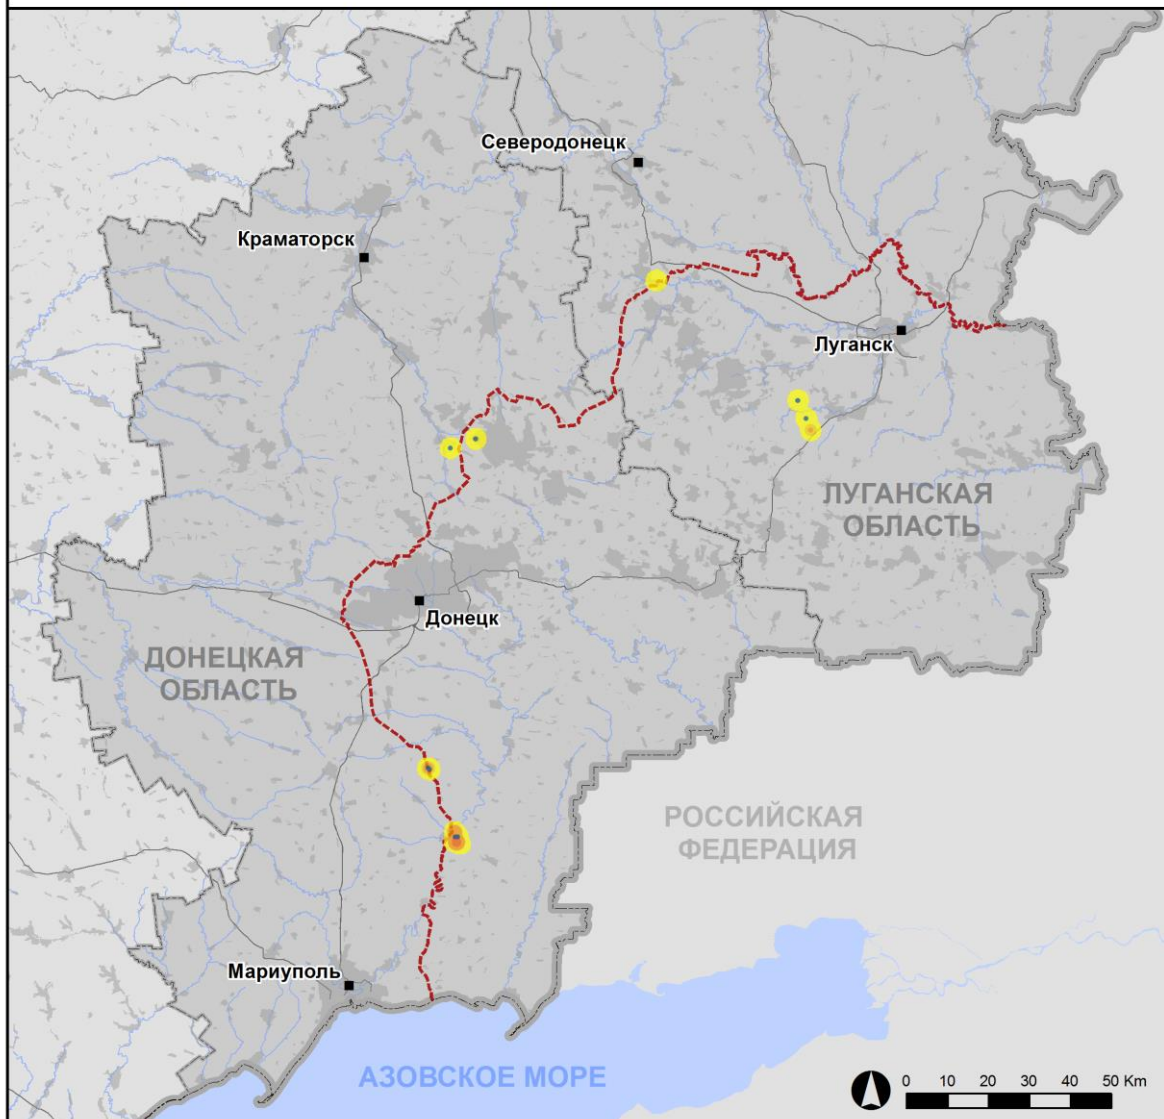 Северодонецк
Краматорск
Луганск
ЛУГАНСКАЯ
ОБЛАСТЬ
Донецк
ДОНЕЦКАЯ
ОБЛАСТЬ
РОССИЙСКАЯ
ФЕДЕРАЦИЯ
Мариуполь
АЗОВСКОЕ МОРЕ
0 10 20 30 40 50 Km